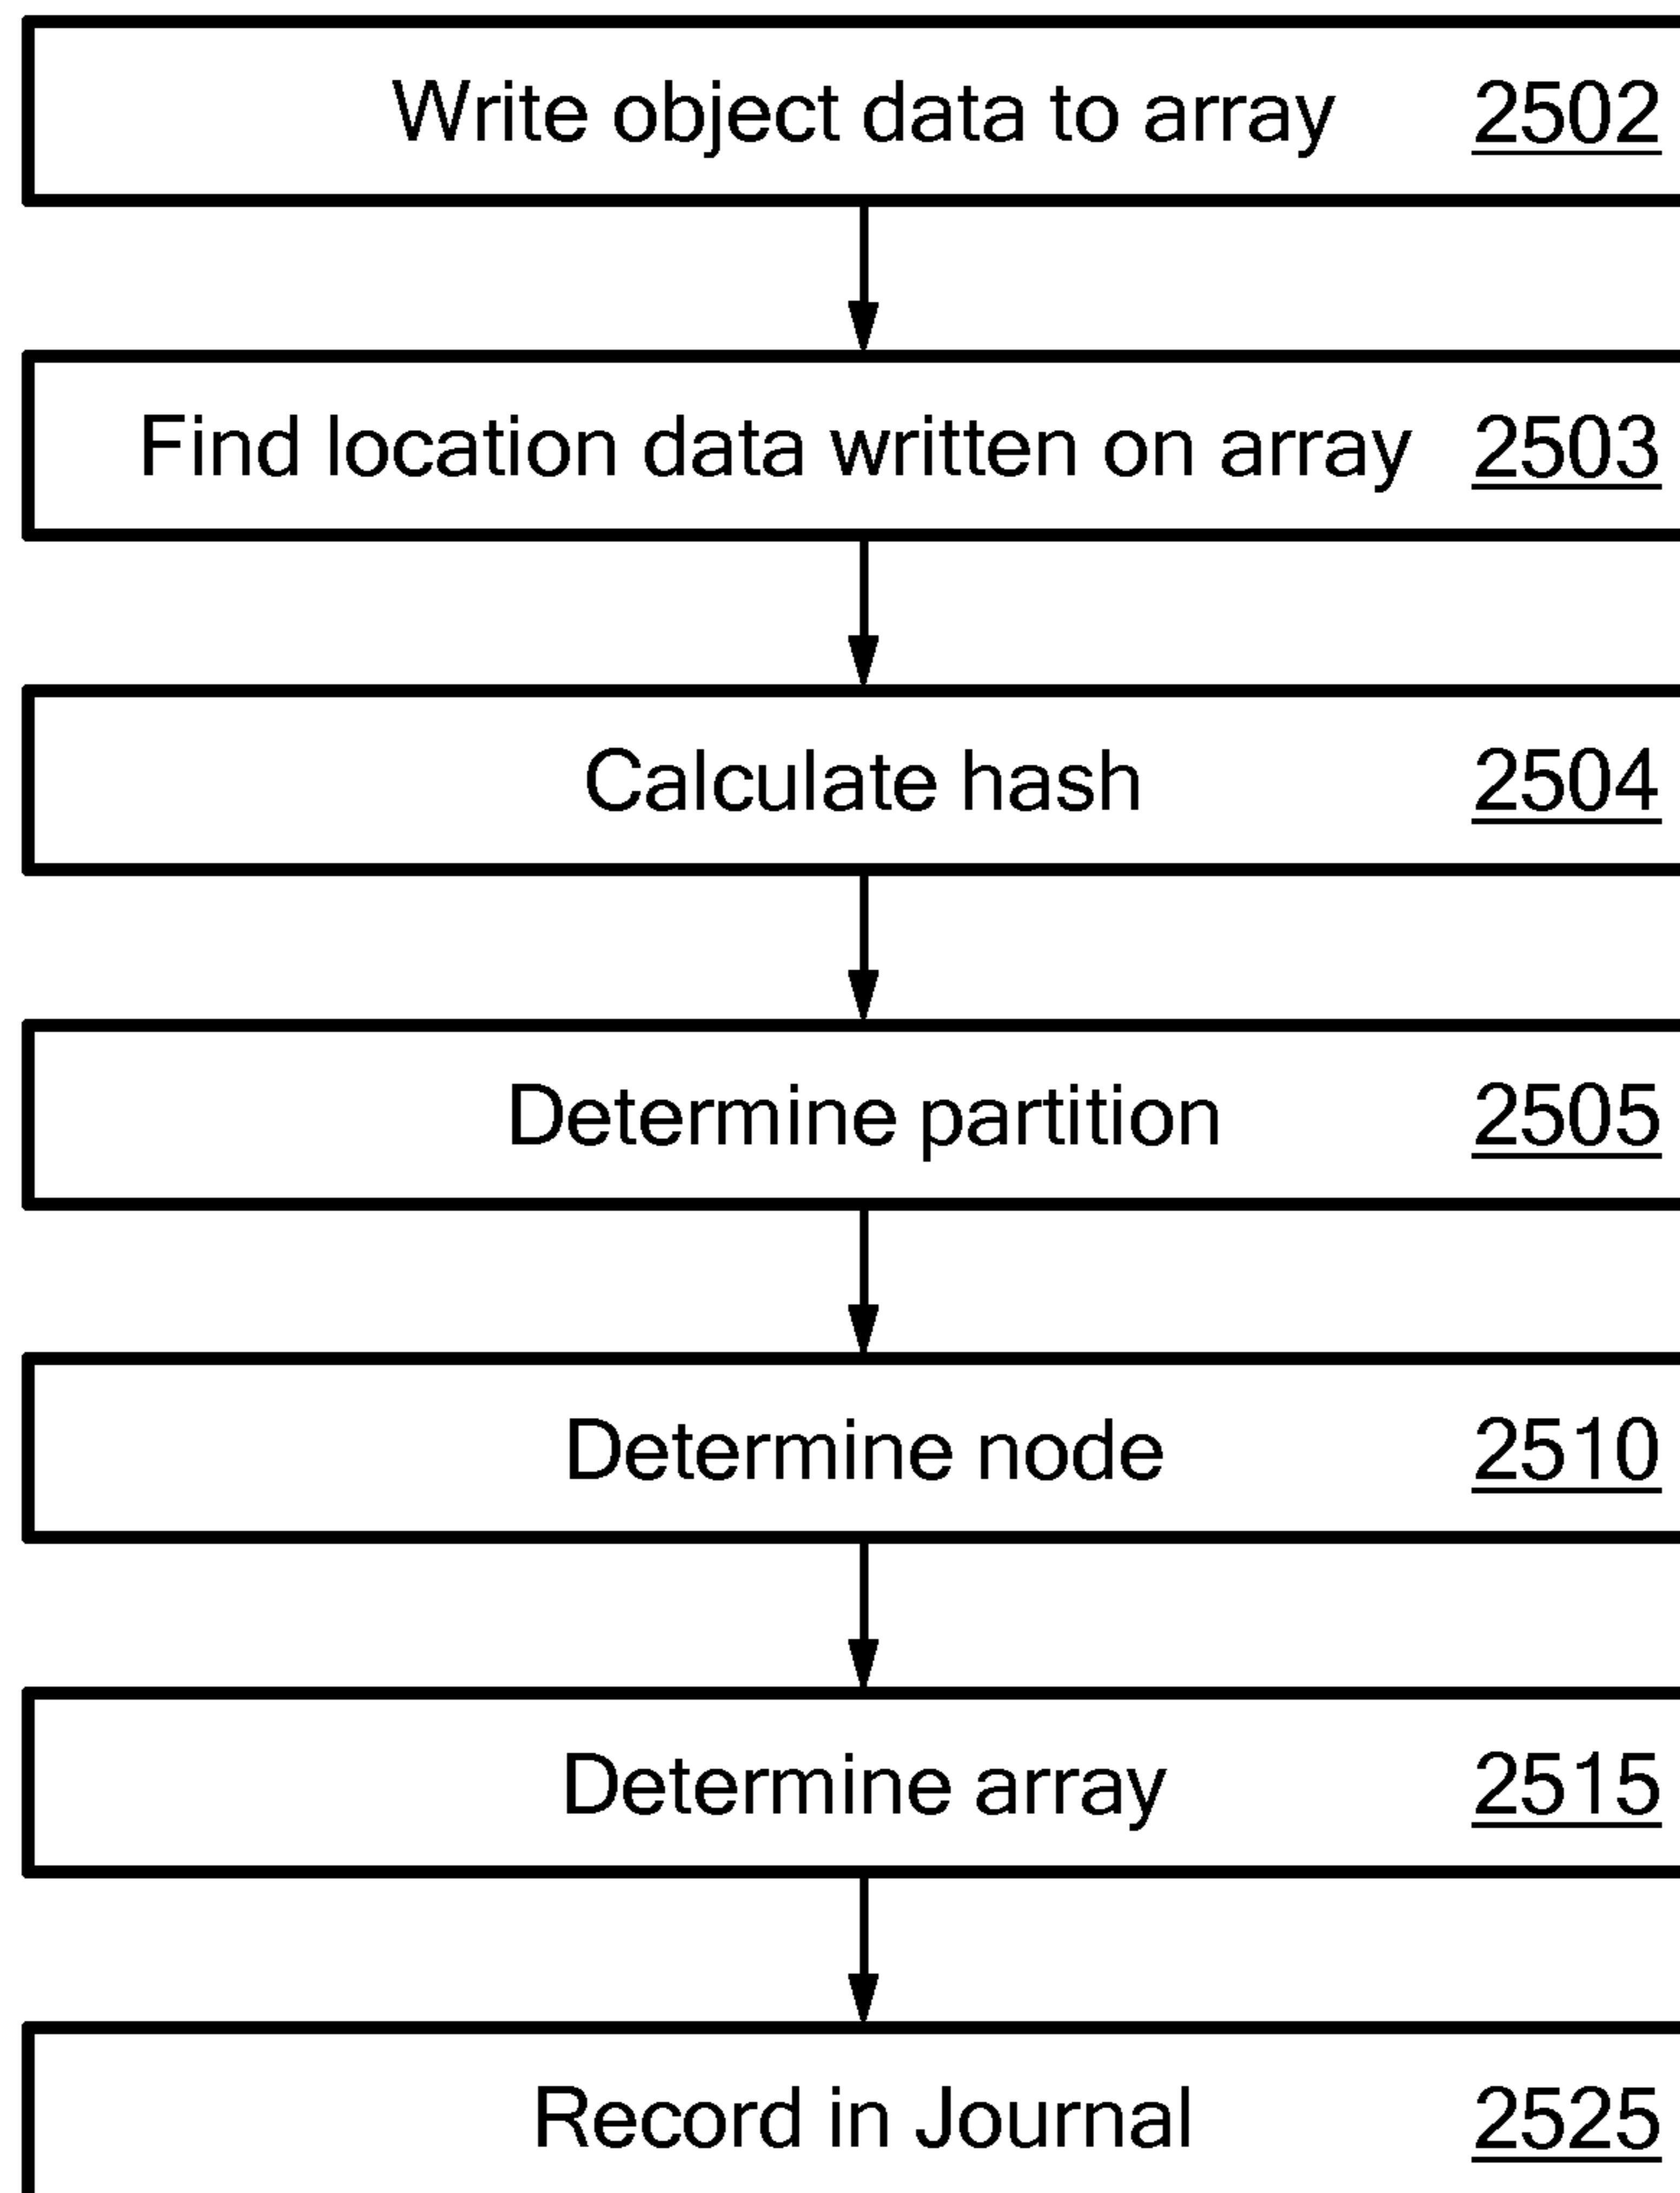 Write object data to array 2502
Find location data written on array 2503
Calculate hash 2504
Determine partition 2505
Determine node 2510
Determine array 2515
Record in Journal 2525